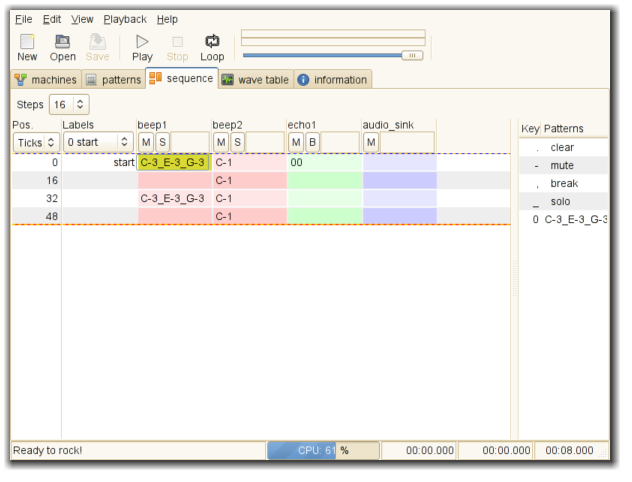 File Edit View Playback Help
New Open Save Play Stop Loop
machines patterns sequence wave table information
Steps 16
Pos. Labels beep1 beep2 echo1 audio_sink Key Patterns
Ticks 0 start M S M S M B M
. clear
0 start C-3_E-3_G-3 C-1 00
- mute
16 C-1
, break
32 C-3_E-3_G-3 C-1
_ solo
48 C-1
0 C-3_E-3_G-3
Ready to rock! CPU: 61 % 00:00.000 00:00.000 00:08.000